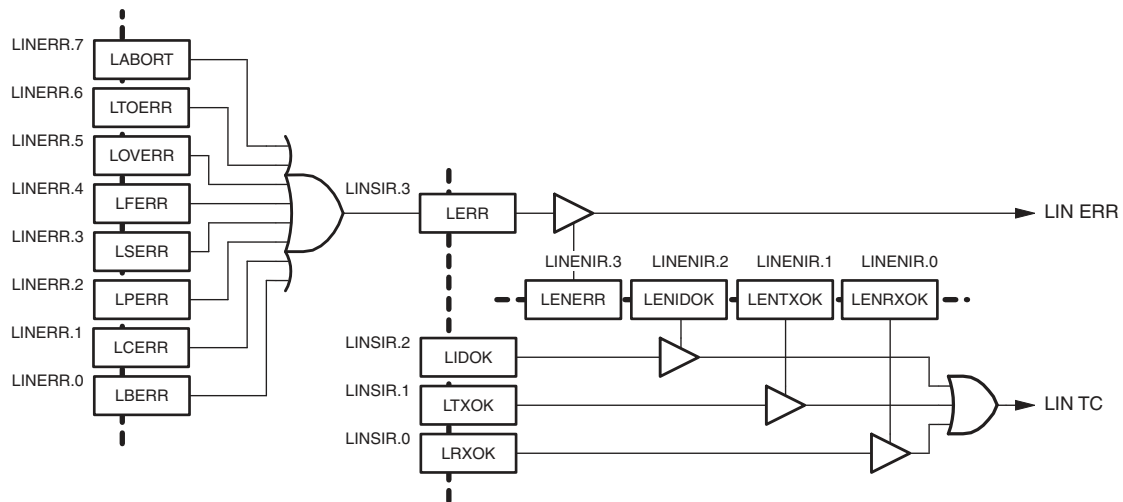 LINERR.7
LABORT
LINERR.6
LTOERR
LINERR.5
LOVERR
LINERR.4
LFERR
LINERR.3
LSERR
LINERR.2
LPERR
LINERR.1
LCERR
LINERR.0
LBERR
LINSIR.3
LERR
LIN ERR
LINENIR.3
LINENIR.2
LINENIR.1
LINENIR.0
LENERR
LENIDOK
LENTXOK
LENRXOK
LINSIR.2
LIDOK
LINSIR.1
LTXOK
LINSIR.0
LRXOK
LIN TC